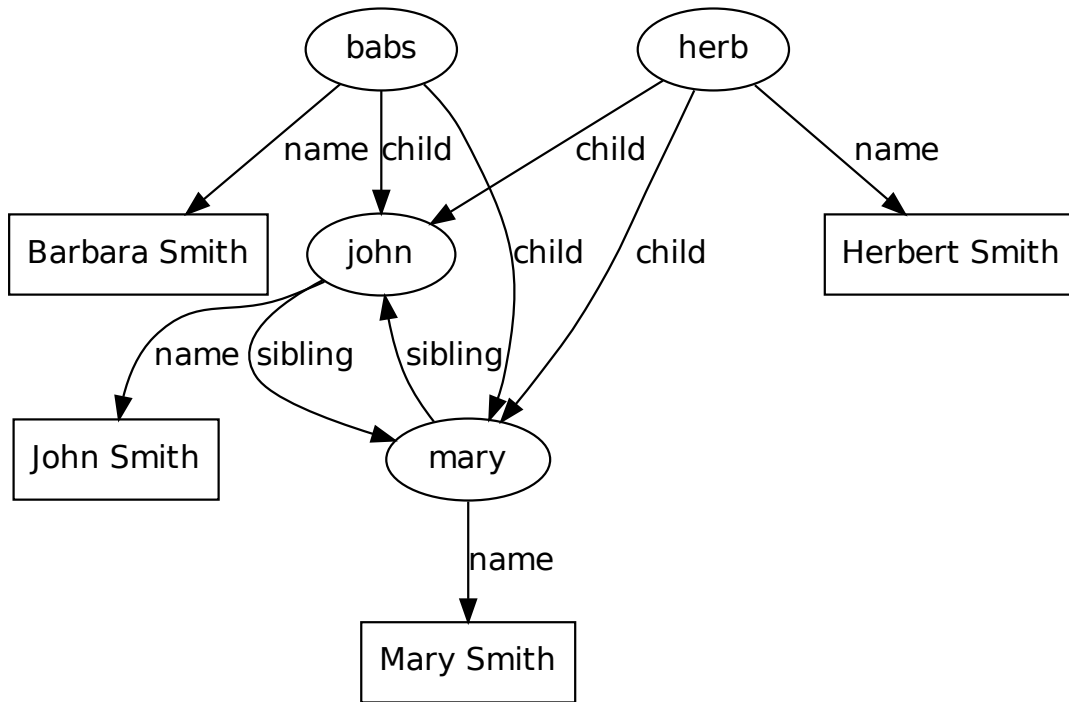 babs
herb
name
child
child
name
Barbara Smith
john
child
child
Herbert Smith
name
sibling
sibling
John Smith
mary
name
Mary Smith